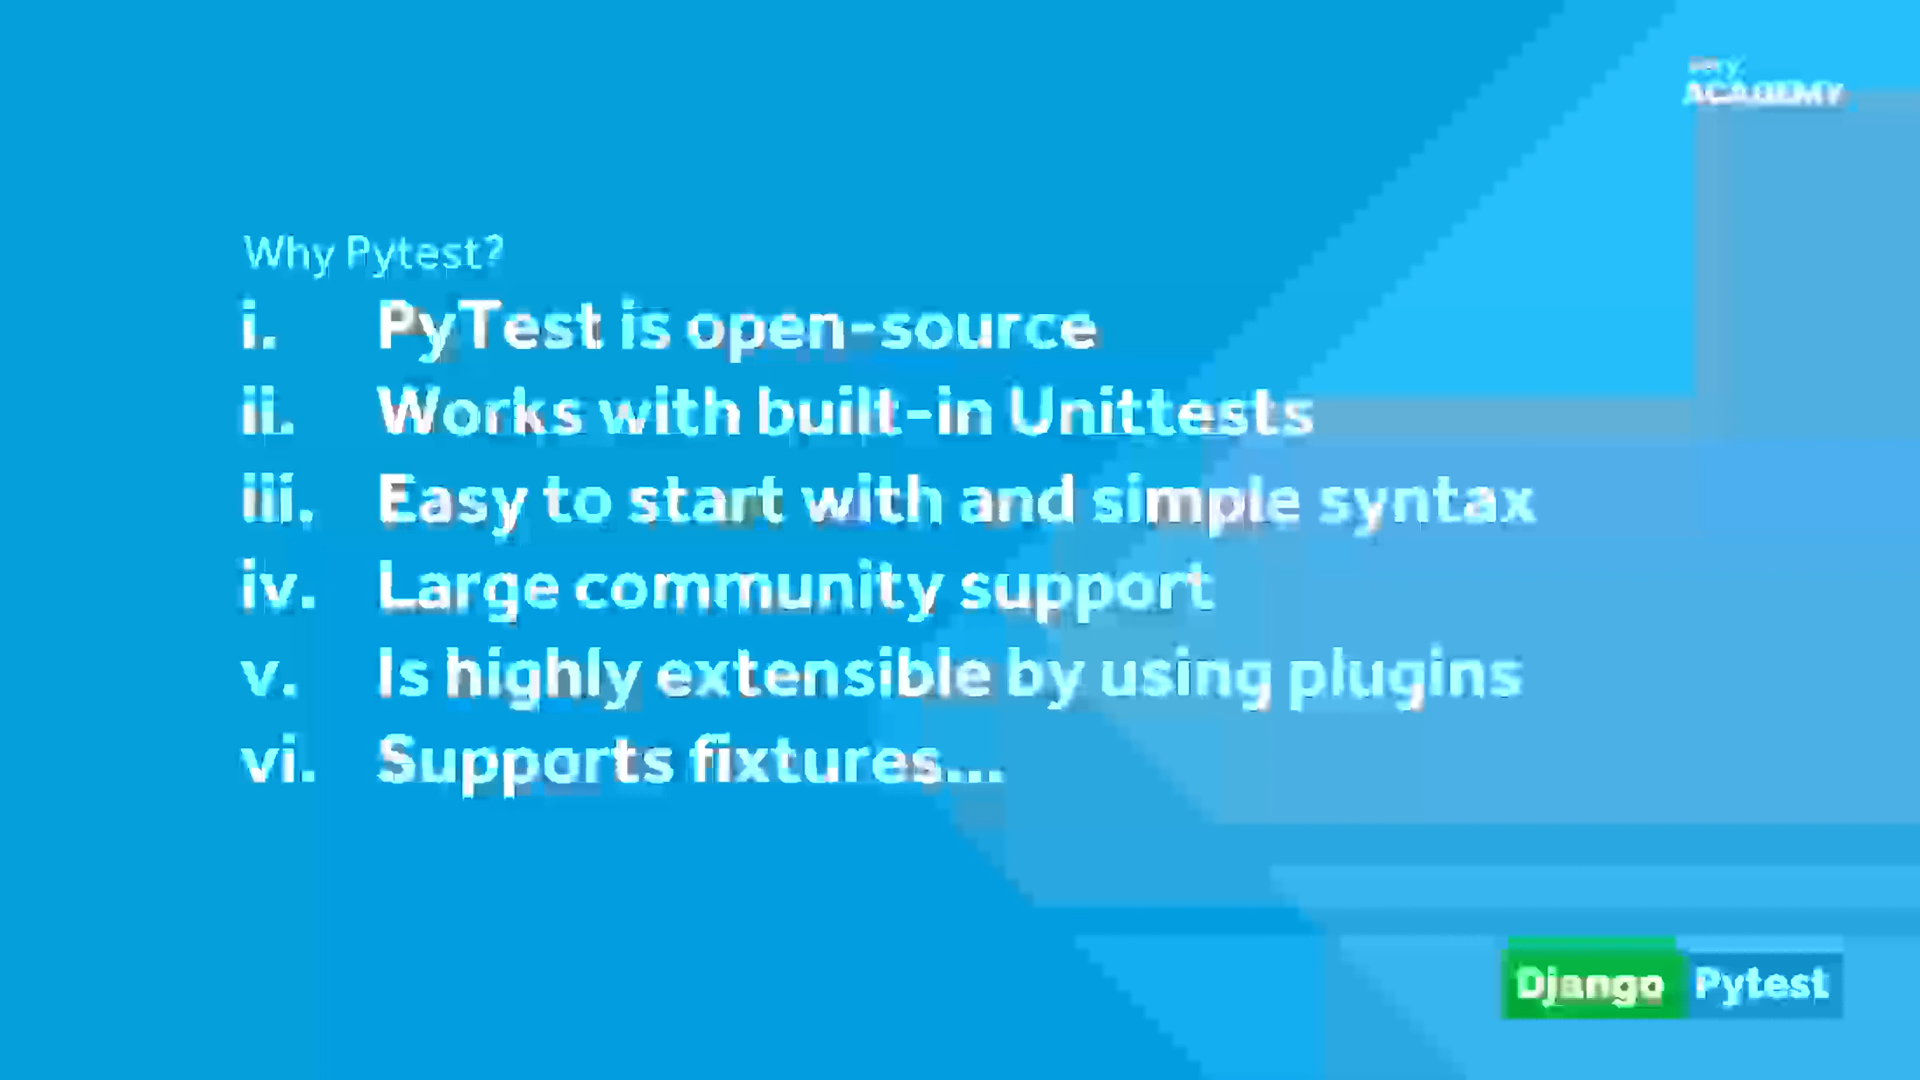 very
ACADEMY
Why Pytest?
i. PyTest is open-source
ii. Works with built-in Unittests
iii. Easy to start with and simple syntax
iv. Large community support
v. Is highly extensible by using plugins
vi. Supports fixtures...
Django Pytest